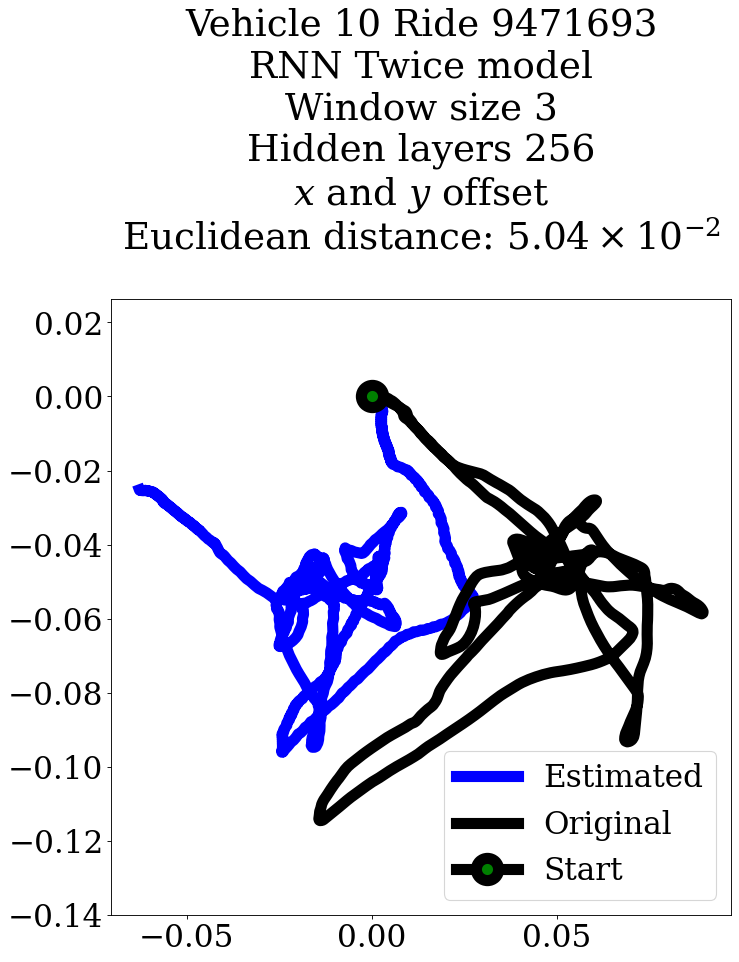 Vehicle 10 Ride 9471693
RNN Twice model
Window size 3
Hidden layers 256
x and y offset
Euclidean distance: 5.04 × 10⁻²
0.02
0.00
−0.02
−0.04
−0.06
−0.08
−0.10
−0.12
−0.14
−0.05
0.00
0.05
Estimated
Original
Start